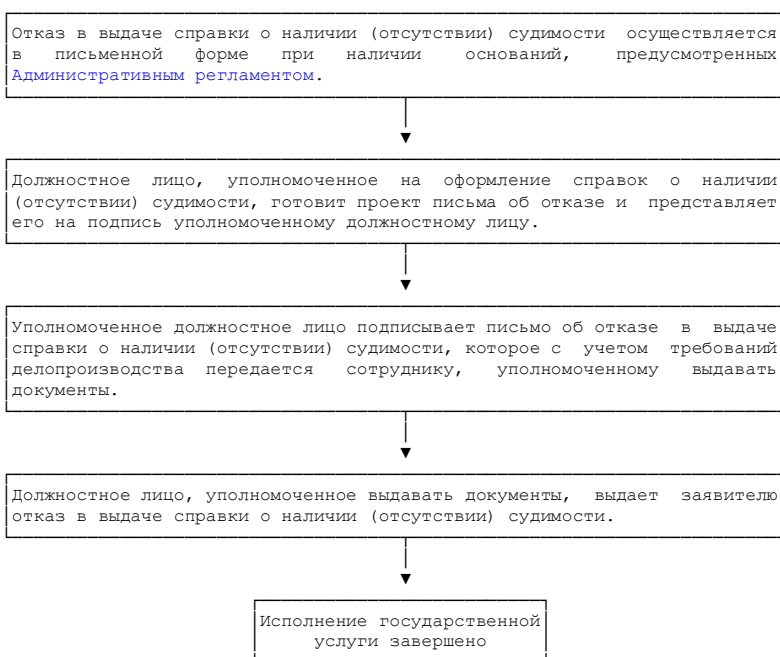 Отказ в выдаче справки о наличии (отсутствии) судимости осуществляется
в письменной форме при наличии оснований, предусмотренных
Административным регламентом.
Должностное лицо, уполномоченное на оформление справок о наличии
(отсутствии) судимости, готовит проект письма об отказе и представляет
его на подпись уполномоченному должностному лицу.
Уполномоченное должностное лицо подписывает письмо об отказе в выдаче
справки о наличии (отсутствии) судимости, которое с учетом требований
делопроизводства передается сотруднику, уполномоченному выдавать
документы.
Должностное лицо, уполномоченное выдавать документы, выдает заявителю
отказ в выдаче справки о наличии (отсутствии) судимости.
Исполнение государственной
услуги завершено